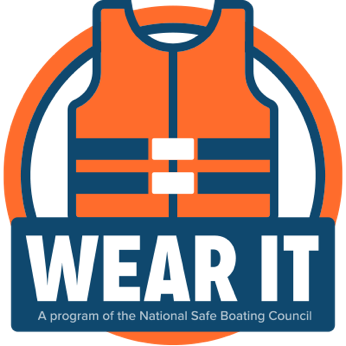 WEAR IT
A program of the National Safe Boating Council